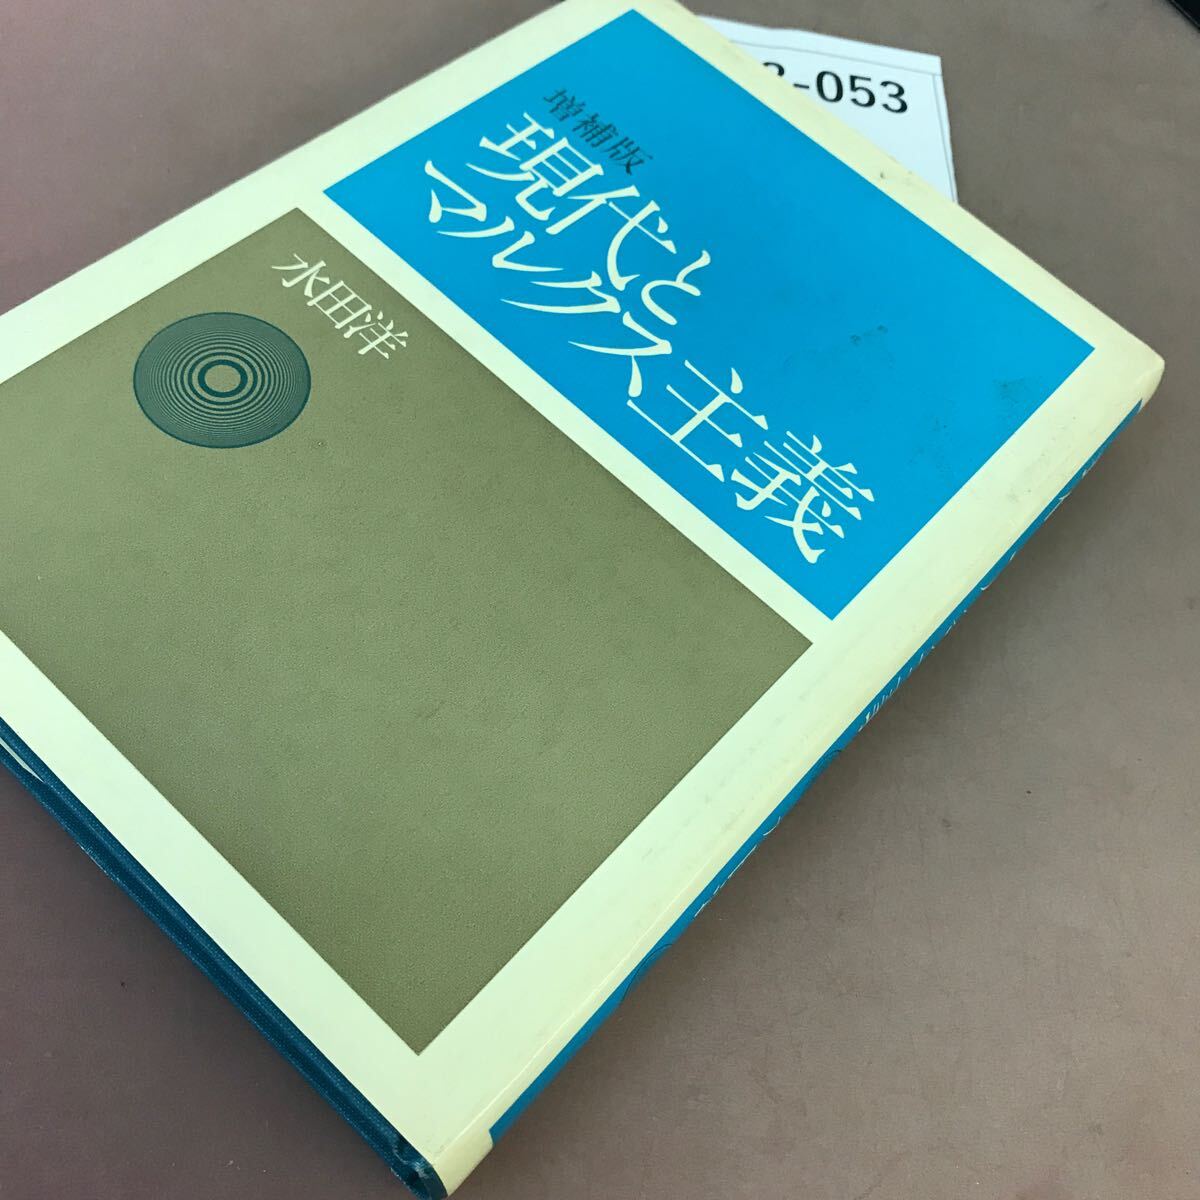 増補版
現代と
マルクス主義
水田洋
-053